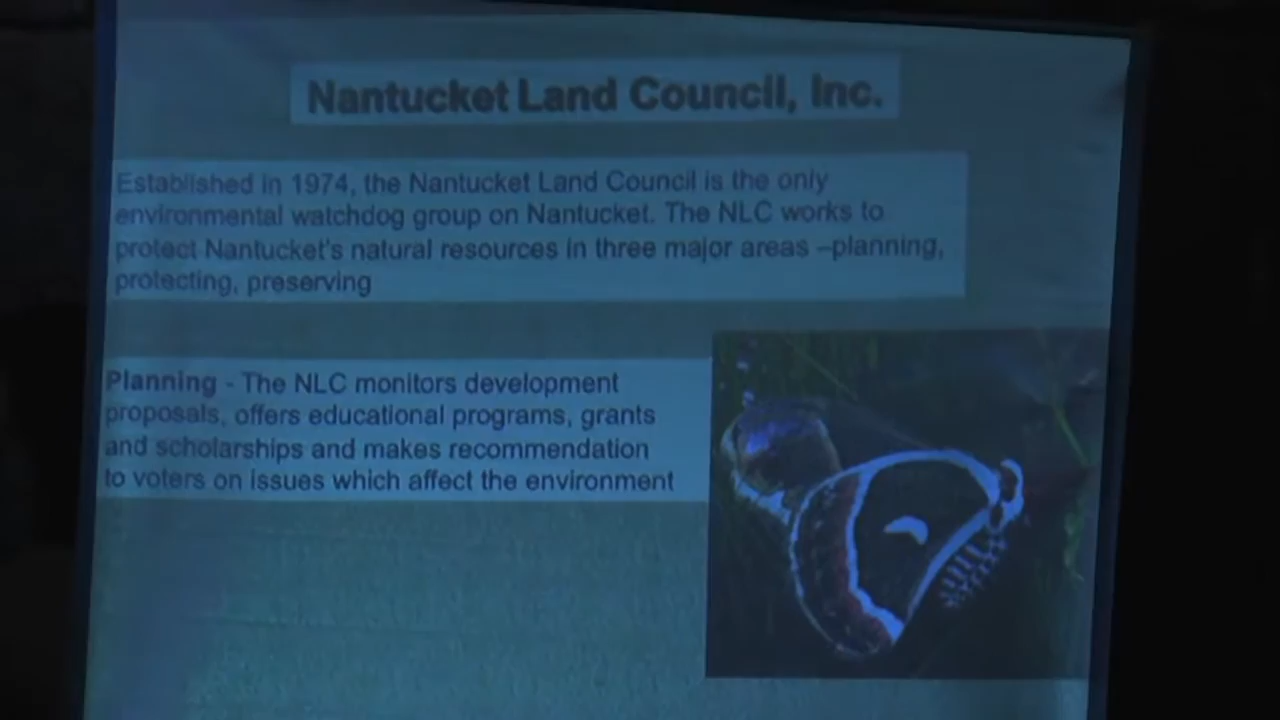 Nantucket Land Council, Inc.
Established in 1974, the Nantucket Land Council is the only
environmental watchdog group on Nantucket. The NLC works to
protect Nantucket's natural resources in three major areas –planning,
protecting, preserving
Planning - The NLC monitors development
proposals, offers educational programs, grants
and scholarships and makes recommendation
to voters on issues which affect the environment